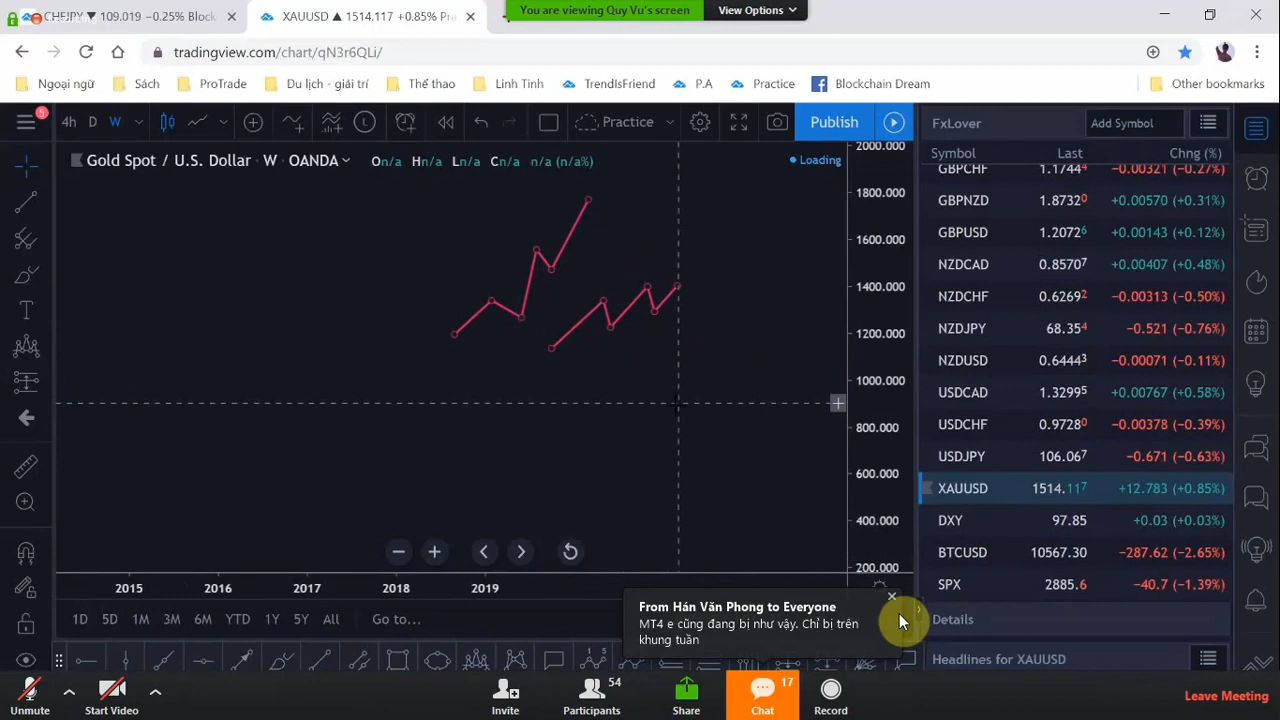 CHFJPY ▼ 109.019 −0.25% Block
XAUUSD ▲ 1514.117 +0.85% Pra
You are viewing Quy Vu's screen
View Options
tradingview.com/chart/qN3r6QLi/
Ngoại ngữ
Sách
ProTrade
Du lịch - giải trí
Thể thao
Linh Tinh
TrendIsFriend
P.A
Practice
Blockchain Dream
Other bookmarks
5
4h D W
L
Practice
Publish
FxLover
Add Symbol
Gold Spot / U.S. Dollar W OANDA
On/a Hn/a Ln/a Cn/a n/a (n/a%)
Loading
Symbol Last Chng (%)
GBPCHF 1.17444 −0.00321 (−0.27%)
GBPNZD 1.87320 +0.00570 (+0.31%)
GBPUSD 1.20726 +0.00143 (+0.12%)
NZDCAD 0.85707 +0.00407 (+0.48%)
NZDCHF 0.62692 −0.00313 (−0.50%)
NZDJPY 68.354 −0.521 (−0.76%)
NZDUSD 0.64443 −0.00071 (−0.11%)
USDCAD 1.32995 +0.00767 (+0.58%)
USDCHF 0.97280 −0.00378 (−0.39%)
USDJPY 106.067 −0.671 (−0.63%)
XAUUSD 1514.117 +12.783 (+0.85%)
DXY 97.85 +0.03 (+0.03%)
BTCUSD 10567.30 −287.62 (−2.65%)
SPX 2885.6 −40.7 (−1.39%)
2000.000
1800.000
1600.000
1400.000
1200.000
1000.000
800.000
600.000
400.000
200.000
2015 2016 2017 2018 2019
1D 5D 1M 3M 6M YTD 1Y 5Y All Go to...
From Hán Văn Phong to Everyone
MT4 e cũng đang bị như vậy. Chỉ bị trên
khung tuần
Details
Headlines for XAUUSD
Unmute
Start Video
Invite
54
Participants
Share
17
Chat
Record
Leave Meeting